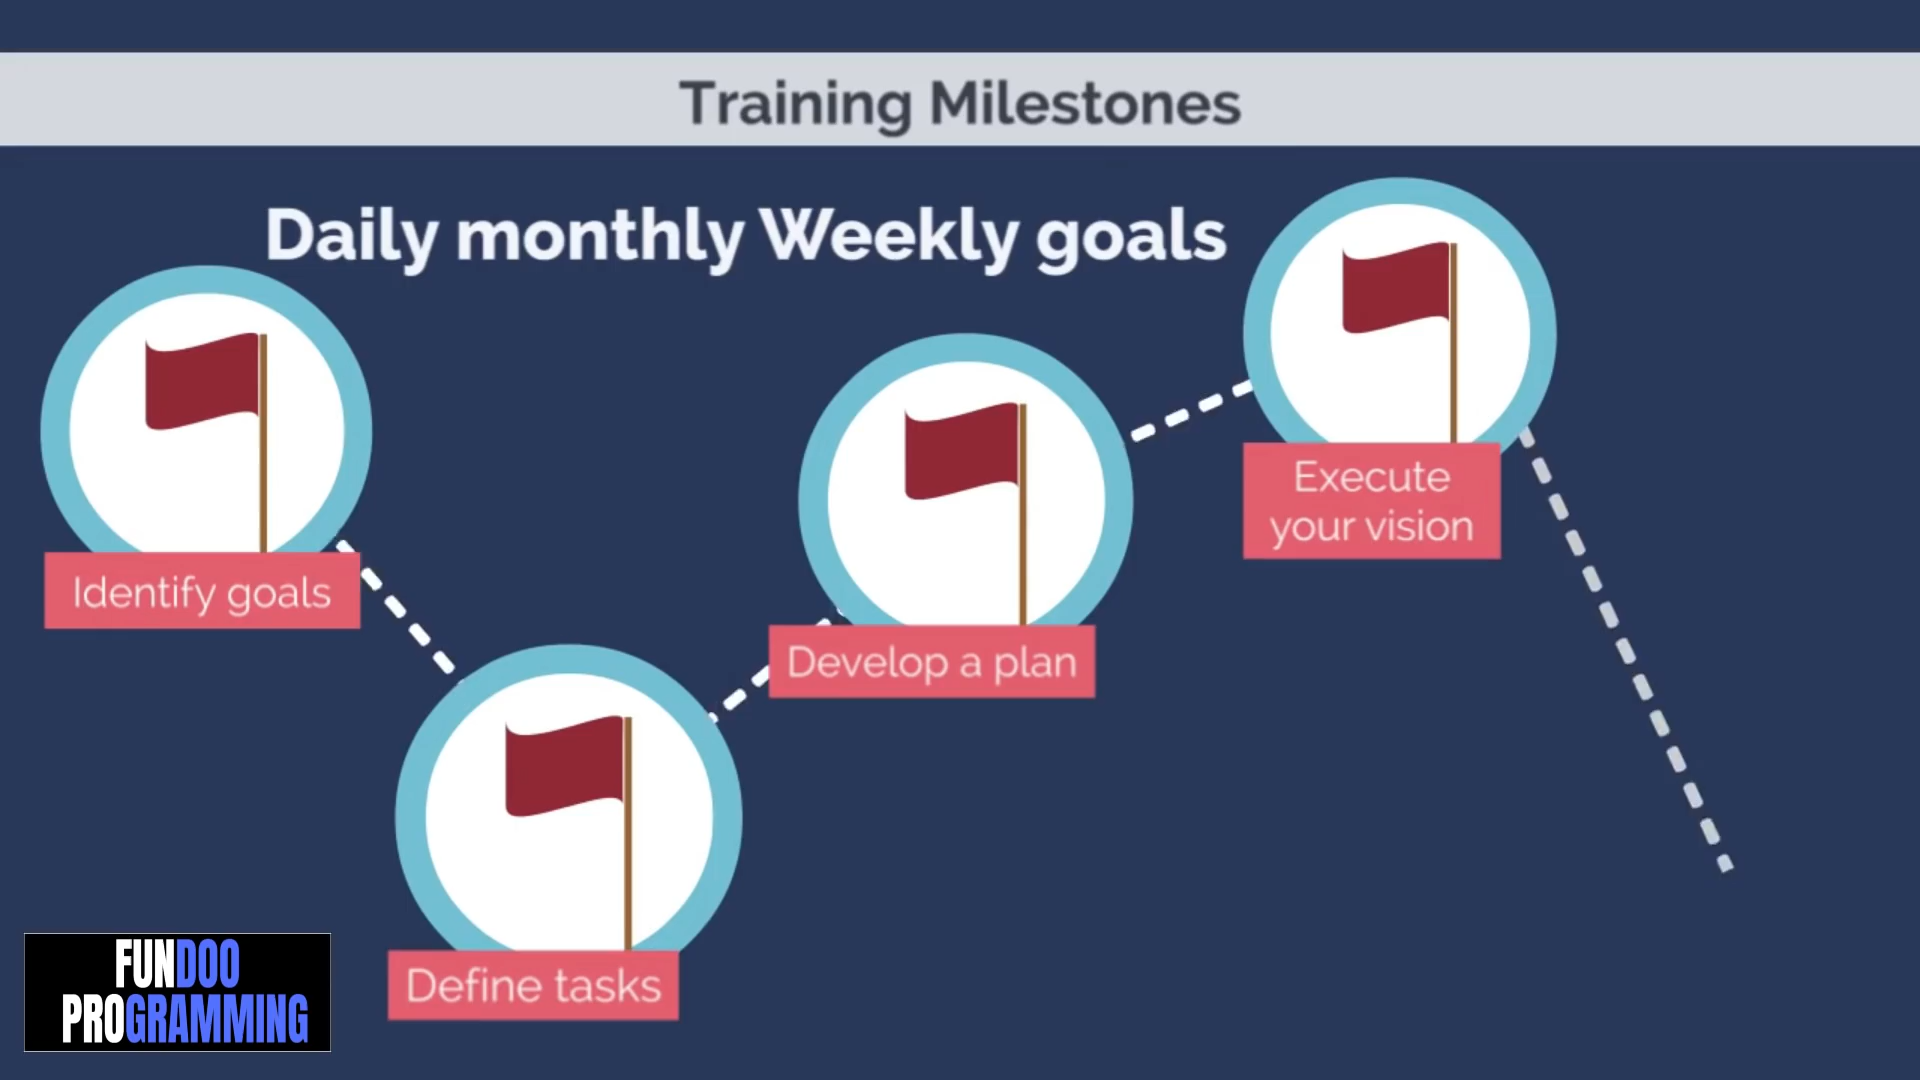 Training Milestones
Daily monthly Weekly goals
Identify goals
Define tasks
Develop a plan
Execute
your vision
FUNDOO
PROGRAMMING